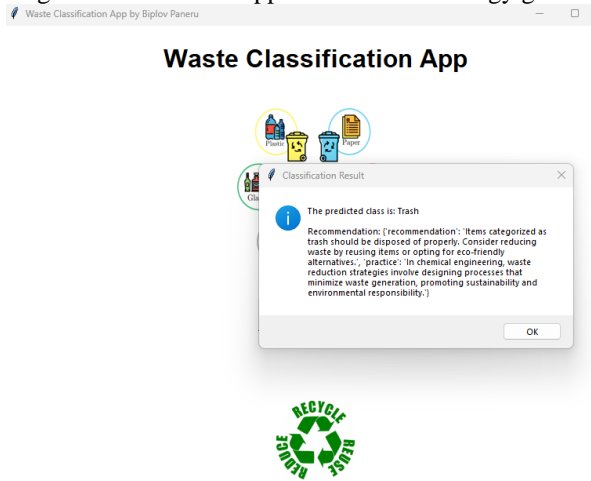 Waste Classification App by Biplov Paneru
Waste Classification App
Plastic
Paper
Classification Result
The predicted class is: Trash
Recommendation: {'recommendation': 'Items categorized as
trash should be disposed of properly. Consider reducing
waste by reusing items or opting for eco-friendly
alternatives.', 'practice': 'In chemical engineering, waste
reduction strategies involve designing processes that
minimize waste generation, promoting sustainability and
environmental responsibility.'}
OK
RECYCLE
REDUCE
REUSE